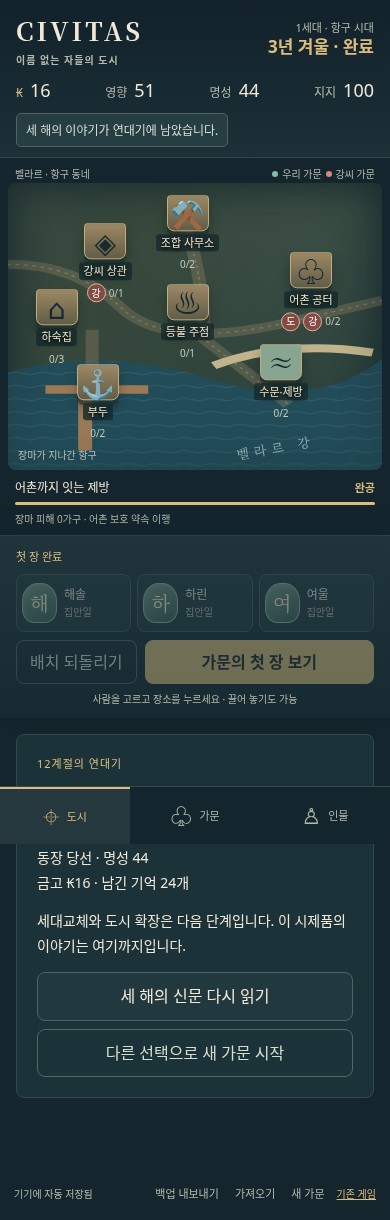 CIVITAS
이름 없는 자들의 도시
1세대 · 항구 시대
3년 겨울 · 완료
₭ 16
영향 51
명성 44
지지 100
세 해의 이야기가 연대기에 남았습니다.
벨라르 · 항구 동네
우리 가문
강씨 가문
조합 사무소
0/2
강씨 상관
강 0/1
어촌 공터
도 강 0/2
하숙집
0/3
등불 주점
0/1
수문·제방
0/2
부두
0/2
장마가 지나간 항구
벨라르 강
어촌까지 잇는 제방
완공
장마 피해 0가구 · 어촌 보호 약속 이행
첫 장 완료
해 해솔
집안일
하 하린
집안일
여 여울
집안일
배치 되돌리기
가문의 첫 장 보기
사람을 고르고 장소를 누르세요 · 끌어 놓기도 가능
12계절의 연대기
도시
가문
인물
동장 당선 · 명성 44
금고 ₭16 · 남긴 기억 24개
세대교체와 도시 확장은 다음 단계입니다. 이 시제품의
이야기는 여기까지입니다.
세 해의 신문 다시 읽기
다른 선택으로 새 가문 시작
기기에 자동 저장됨
백업 내보내기
가져오기
새 가문
기존 게임